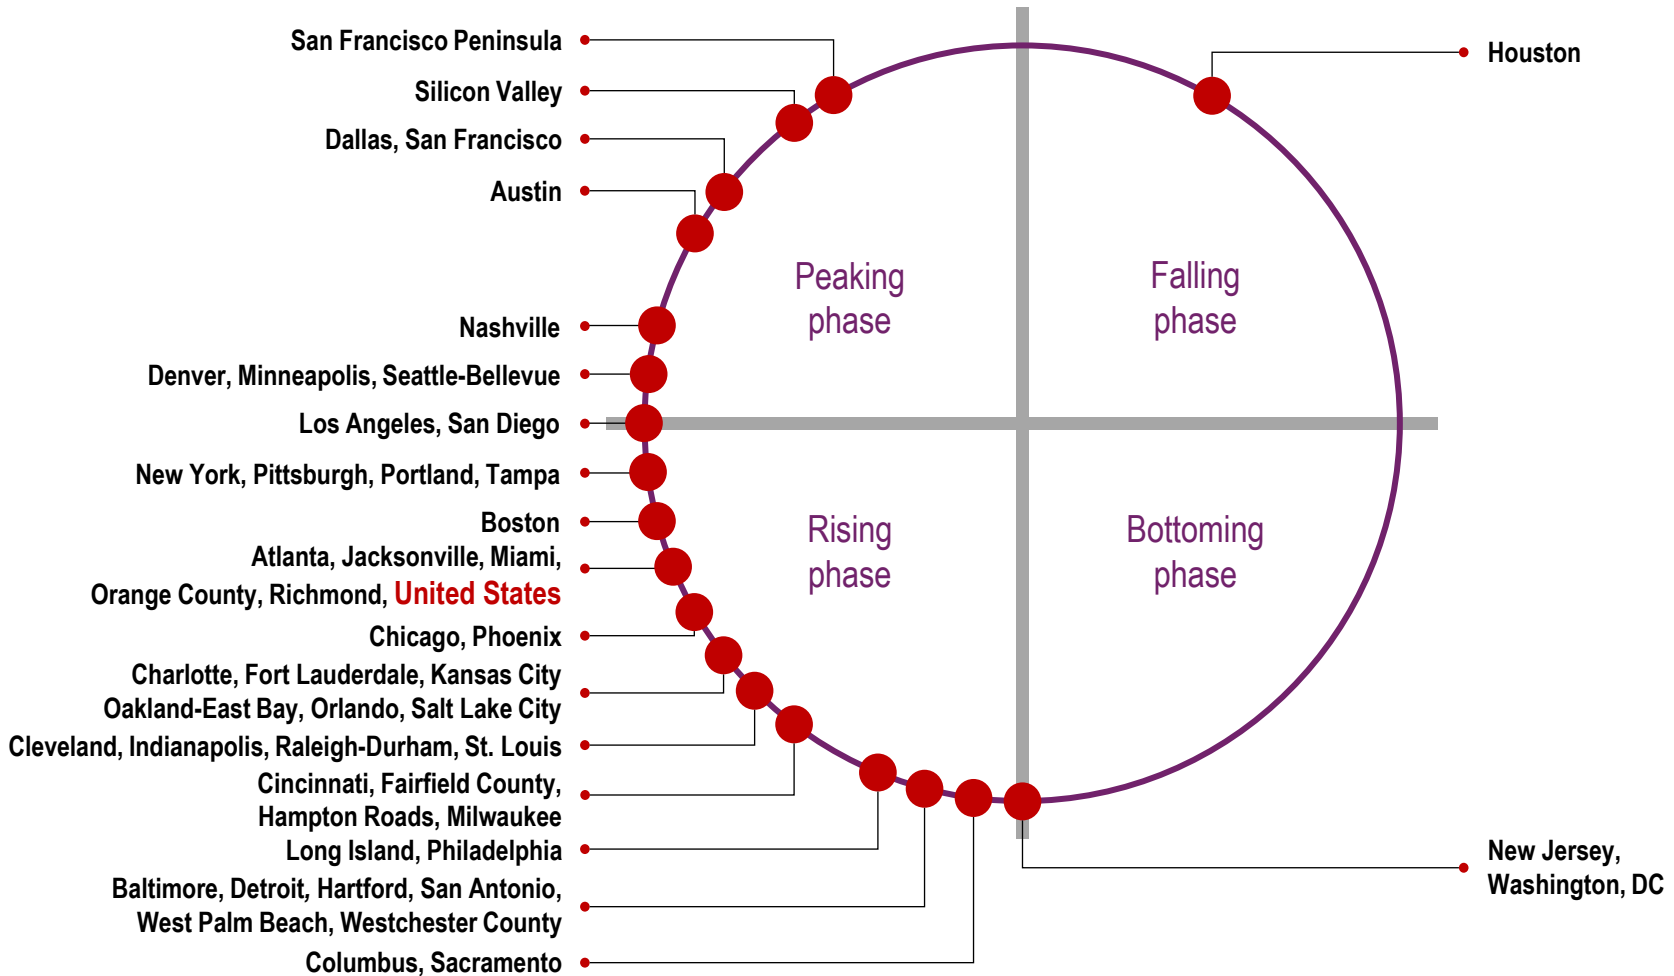 San Francisco Peninsula
Silicon Valley
Dallas, San Francisco
Austin
Nashville
Denver, Minneapolis, Seattle-Bellevue
Los Angeles, San Diego
New York, Pittsburgh, Portland, Tampa
Boston
Atlanta, Jacksonville, Miami,
Orange County, Richmond, United States
Chicago, Phoenix
Charlotte, Fort Lauderdale, Kansas City
Oakland-East Bay, Orlando, Salt Lake City
Cleveland, Indianapolis, Raleigh-Durham, St. Louis
Cincinnati, Fairfield County,
Hampton Roads, Milwaukee
Long Island, Philadelphia
Baltimore, Detroit, Hartford, San Antonio,
West Palm Beach, Westchester County
Columbus, Sacramento
Peaking
phase
Falling
phase
Rising
phase
Bottoming
phase
Houston
New Jersey,
Washington, DC